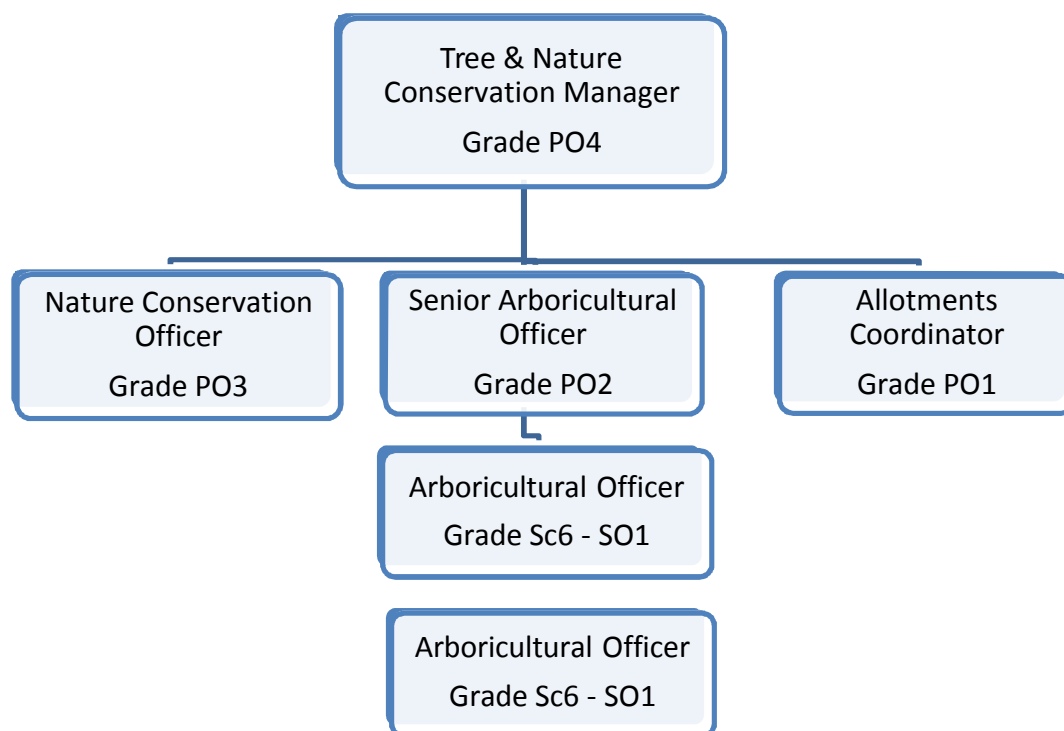 Tree & Nature
Conservation Manager
Grade PO4
Nature Conservation
Officer
Grade PO3
Senior Arboricultural
Officer
Grade PO2
Allotments
Coordinator
Grade PO1
Arboricultural Officer
Grade Sc6 - SO1
Arboricultural Officer
Grade Sc6 - SO1